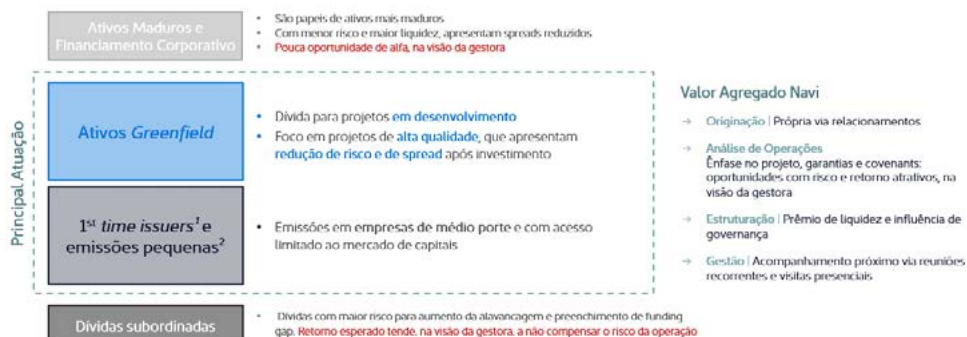 Ativos Maduros e
Financiamento Corporativo
• São papeis de ativos mais maduros
• Com menor risco e maior liquidez, apresentam spreads reduzidos
• Pouca oportunidade de alfa, na visão da gestora
Principal Atuação
Ativos Greenfield
• Dívida para projetos em desenvolvimento
• Foco em projetos de alta qualidade, que apresentam
redução de risco e de spread após investimento
1st time issuers¹ e
emissões pequenas²
• Emissões em empresas de médio porte e com acesso
limitado ao mercado de capitais
Dívidas subordinadas
• Dívidas com maior risco para aumento da alavancagem e preenchimento de funding
gap. Retorno esperado tende, na visão da gestora, a não compensar o risco da operação
Valor Agregado Navi
→ Originação | Própria via relacionamentos
→ Análise de Operações
Ênfase no projeto, garantias e covenants:
oportunidades com risco e retorno atrativos, na
visão da gestora
→ Estruturação | Prêmio de liquidez e influência de
governança
→ Gestão | Acompanhamento próximo via reuniões
recorrentes e visitas presenciais